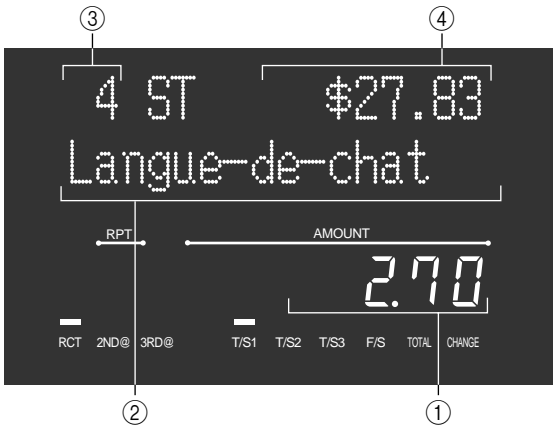 ③ ④
4 ST $27.83
Langue-de-chat
RPT AMOUNT
2.70
RCT 2ND@ 3RD@ T/S1 T/S2 T/S3 F/S TOTAL CHANGE
② ①